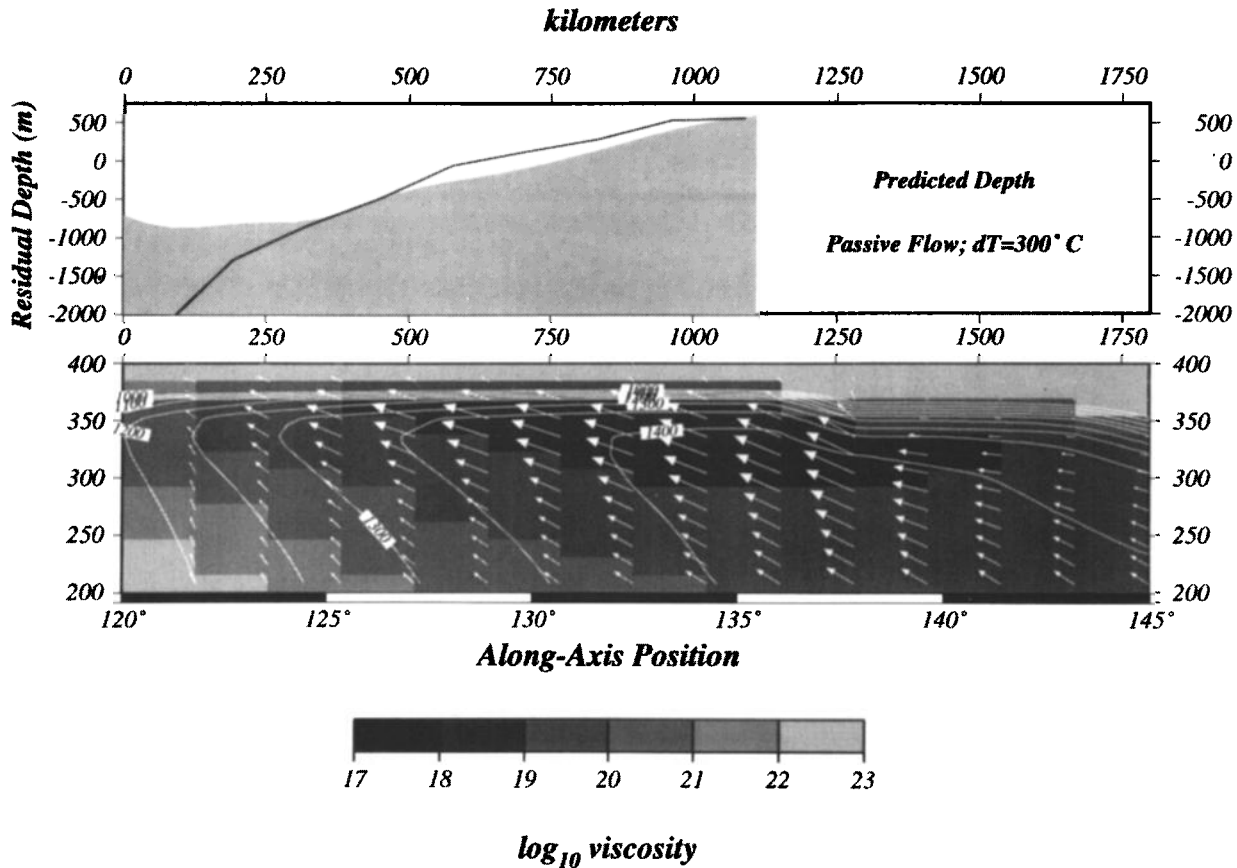 kilometers
0 250 500 750 1000 1250 1500 1750
Residual Depth (m)
500 500
0 0
-500 -500
-1000 -1000
-1500 -1500
-2000 -2000
Predicted Depth
Passive Flow; dT=300° C
0 250 500 750 1000 1250 1500 1750
400 400
350 350
300 300
250 250
200 200
1200
1300
1400
120° 125° 130° 135° 140° 145°
Along-Axis Position
17 18 19 20 21 22 23
log10 viscosity